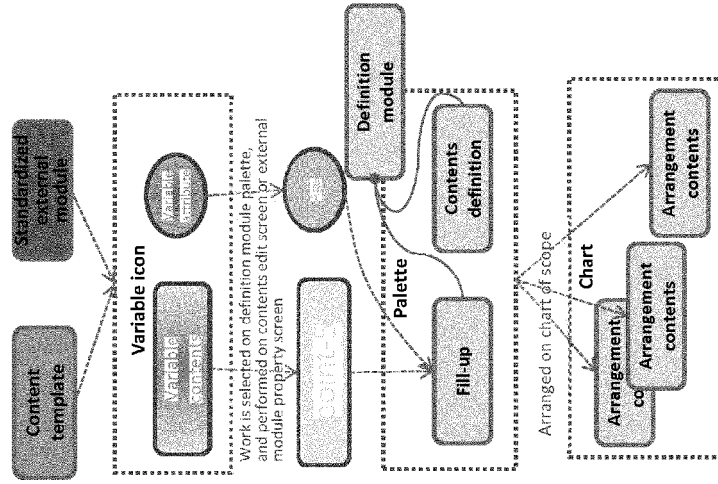 Content
template
Standardized
external
module
Variable icon
Variable
contents
Variable
attribute
Work is selected on definition module palette,
and performed on contents edit screen or external
module property screen
Palette
Fill-up
Definition
module
Contents
definition
Arranged on chart of scope
Chart
Arrangement
co
Arrangement
contents
Arrangement
contents